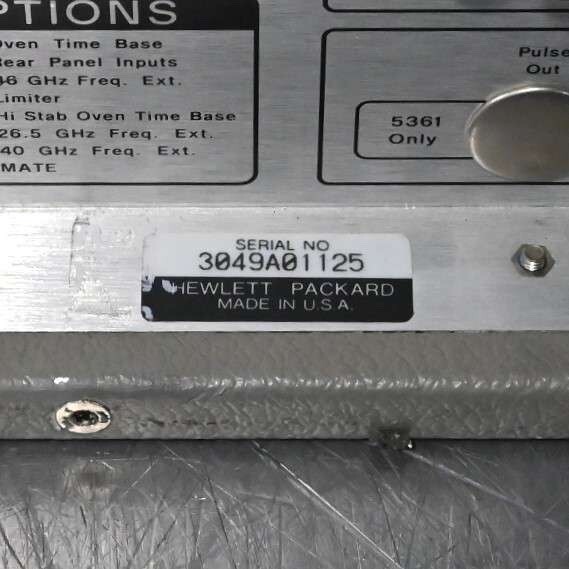 PTIONS
Oven Time Base
Rear Panel Inputs
46 GHz Freq. Ext.
Limiter
Hi Stab Oven Time Base
26.5 GHz Freq. Ext.
40 GHz Freq. Ext.
MATE
Pulse
Out
5361
Only
SERIAL NO
3049A01125
HEWLETT PACKARD
MADE IN U.S.A.